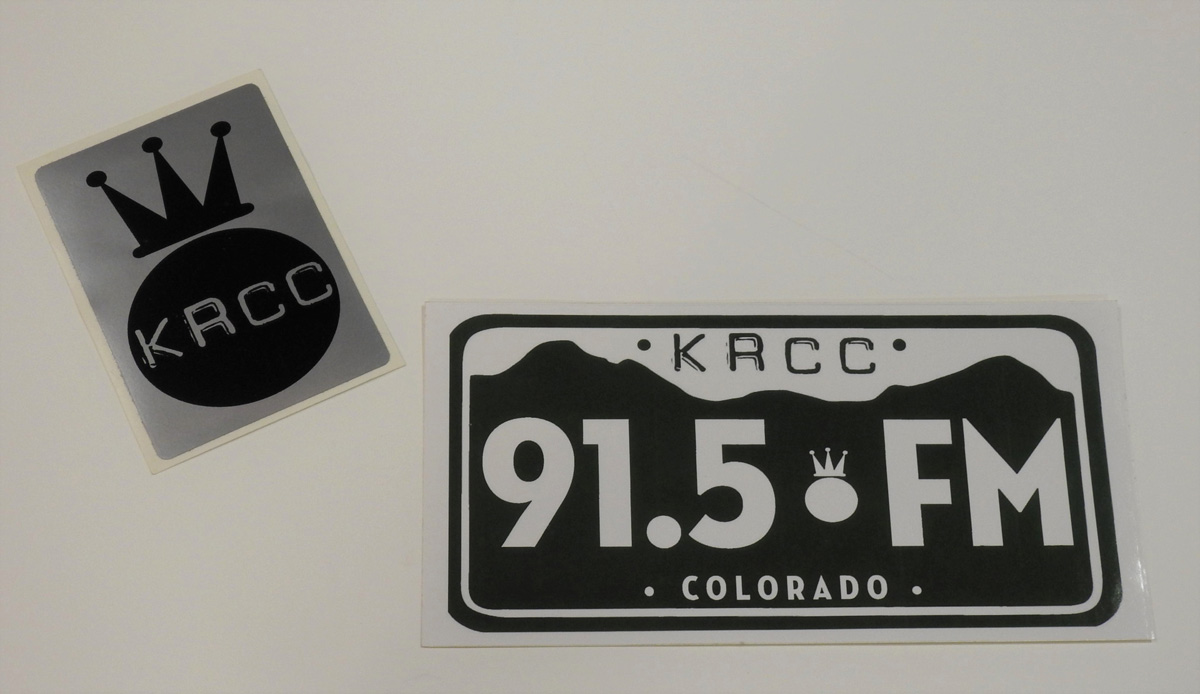 KRCC
• KRCC •
91.5 FM
• COLORADO •